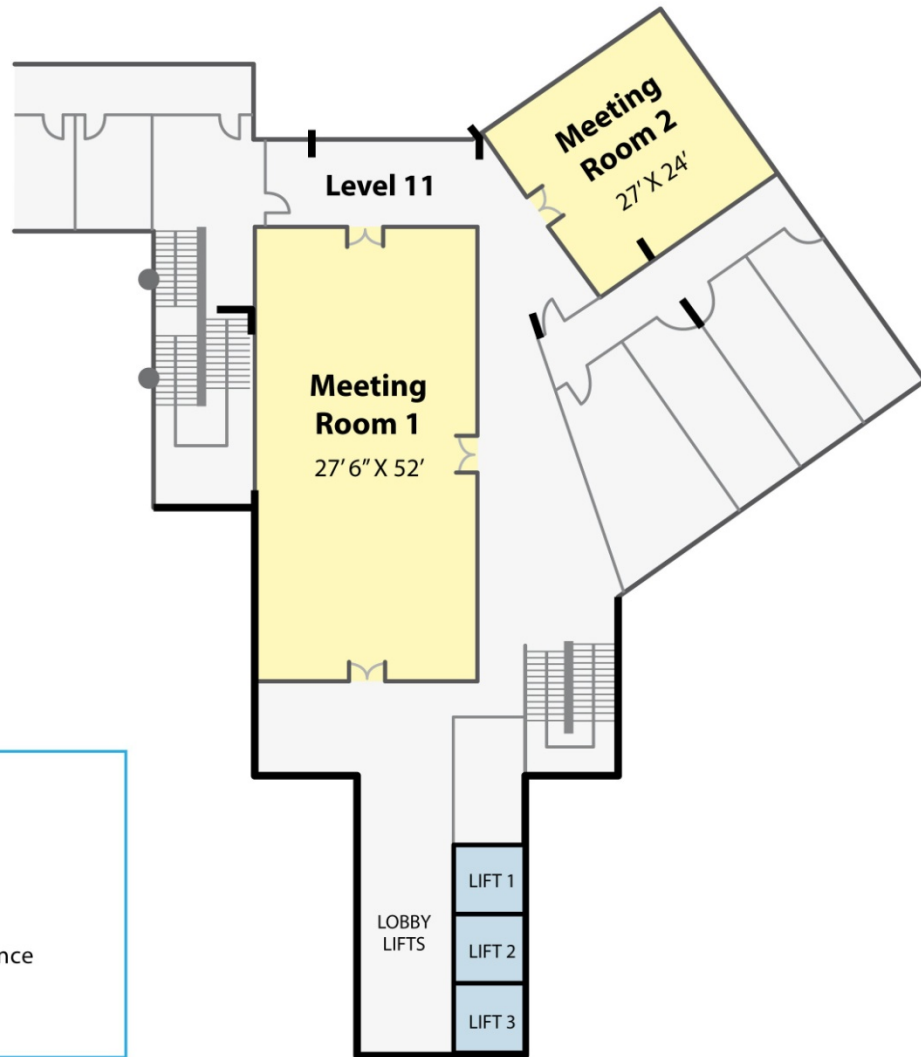 Meeting
Room 2
27’ X 24’
Level 11
Meeting
Room 1
27’ 6” X 52’
LIFT 1
LOBBY
LIFTS
LIFT 2
nce
LIFT 3